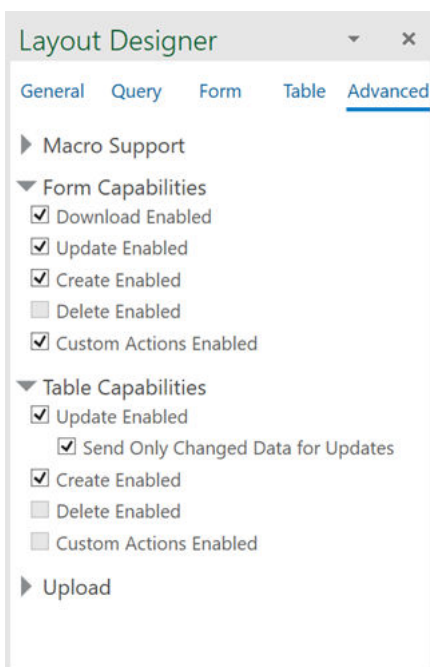 Layout Designer
General Query Form Table Advanced
Macro Support
Form Capabilities
Download Enabled
Update Enabled
Create Enabled
Delete Enabled
Custom Actions Enabled
Table Capabilities
Update Enabled
Send Only Changed Data for Updates
Create Enabled
Delete Enabled
Custom Actions Enabled
Upload